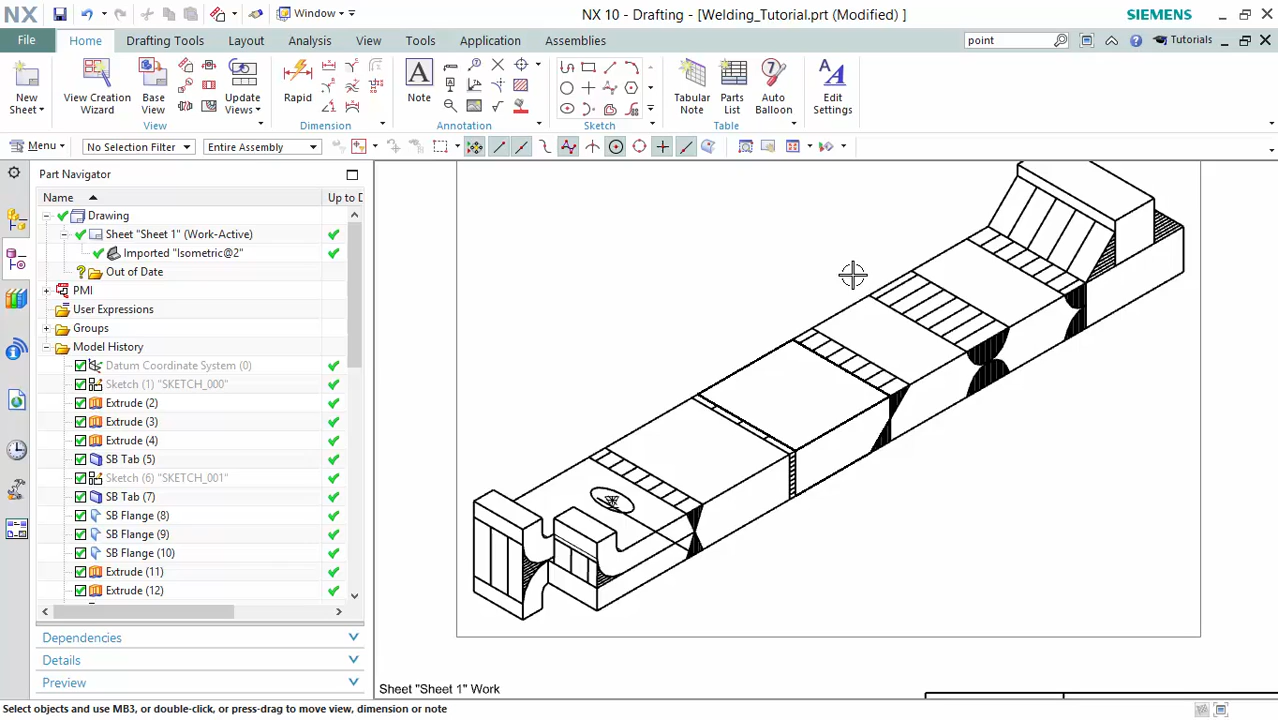 NX
Window
NX 10 - Drafting - [Welding_Tutorial.prt (Modified) ]
SIEMENS
File
Home
Drafting Tools
Layout
Analysis
View
Tools
Application
Assemblies
point
Tutorials
New
Sheet
View Creation
Wizard
Base
View
Update
Views
View
Rapid
Dimension
A
Note
Annotation
Sketch
Tabular
Note
Parts
List
Auto
Balloon
Table
Edit
Settings
Menu
No Selection Filter
Entire Assembly
Part Navigator
Name
Up to D
Drawing
Sheet "Sheet 1" (Work-Active)
Imported "Isometric@2"
Out of Date
PMI
User Expressions
Groups
Model History
Datum Coordinate System (0)
Sketch (1) "SKETCH_000"
Extrude (2)
Extrude (3)
Extrude (4)
SB Tab (5)
Sketch (6) "SKETCH_001"
SB Tab (7)
SB Flange (8)
SB Flange (9)
SB Flange (10)
Extrude (11)
Extrude (12)
Dependencies
Details
Preview
Sheet "Sheet 1" Work
Select objects and use MB3, or double-click, or press-drag to move view, dimension or note